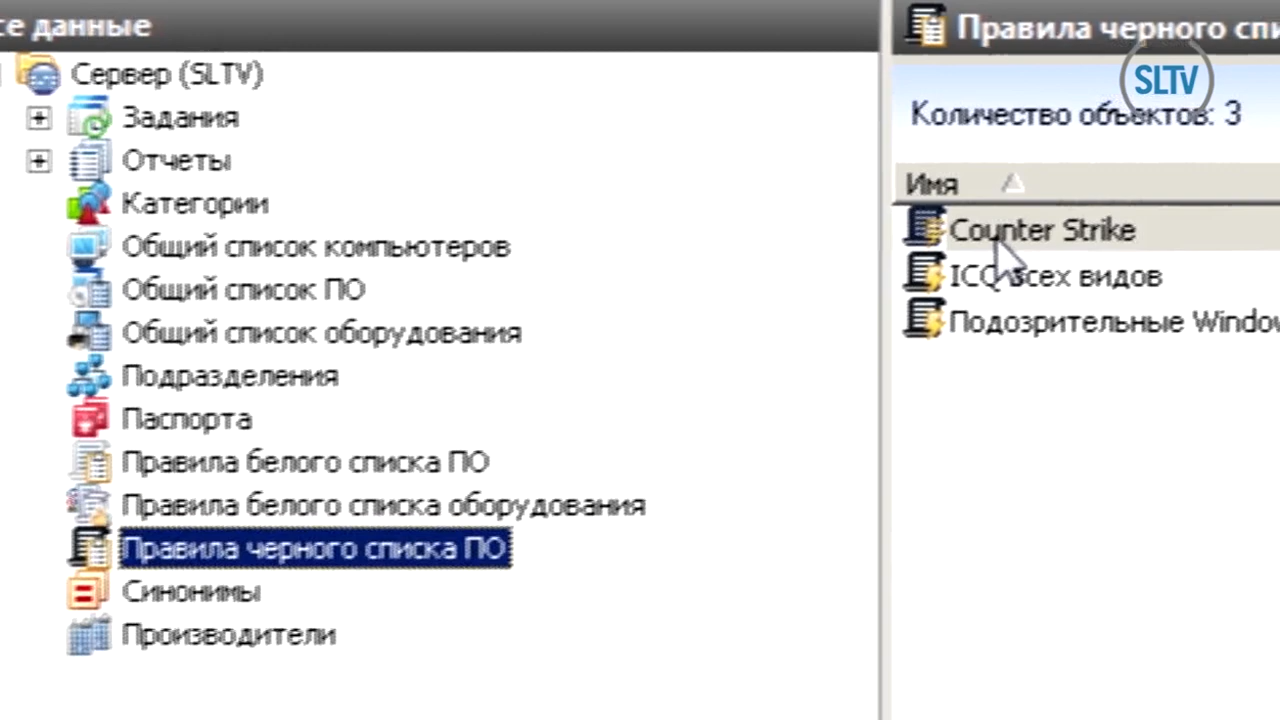 се данные
Сервер (SLTV)
Задания
Отчеты
Категории
Общий список компьютеров
Общий список ПО
Общий список оборудования
Подразделения
Паспорта
Правила белого списка ПО
Правила белого списка оборудования
Правила черного списка ПО
Синонимы
Производители
Правила черного спи
SLTV
Количество объектов: 3
Имя
Counter Strike
ICQ всех видов
Подозрительные Window